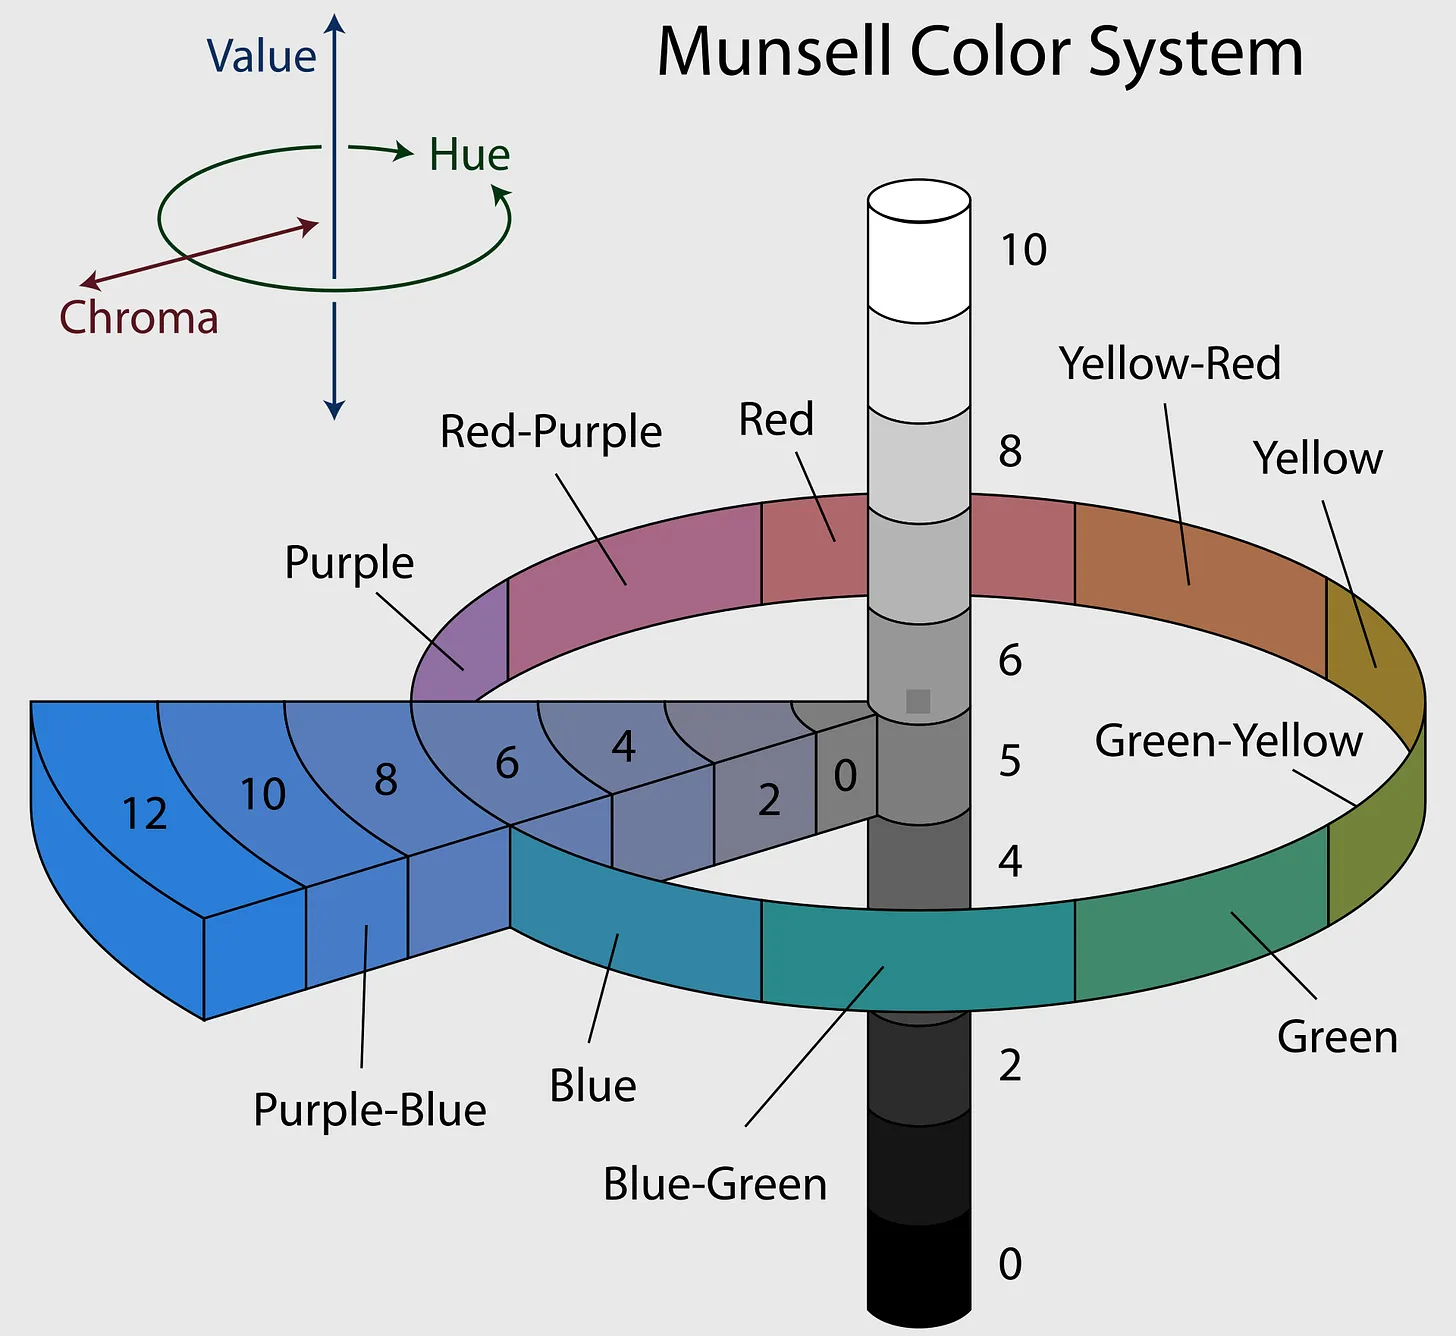 Munsell Color System
Value
Hue
Chroma
10
Yellow-Red
Red
Red-Purple
8
Yellow
Purple
6
Green-Yellow
5
12
10
8
6
4
2
0
4
Green
2
Blue
Purple-Blue
Blue-Green
0